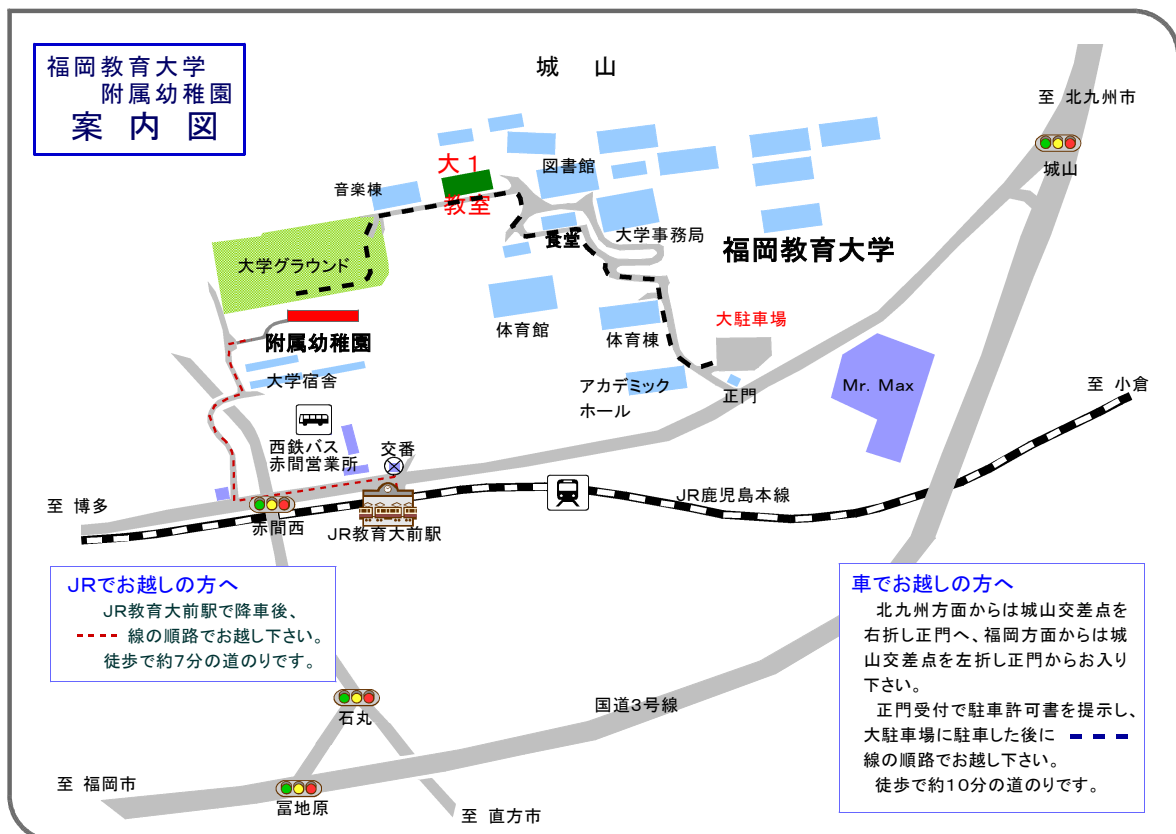 福岡教育大学
附属幼稚園
案内図
城 山
至 北九州市
城山
大１
教室
音楽棟
図書館
食堂
大学事務局
福岡教育大学
大学グラウンド
附属幼稚園
体育館
体育棟
大駐車場
大学宿舎
アカデミック
ホール
正門
Mr. Max
至 小倉
西鉄バス
赤間営業所
交番
至 博多
赤間西
JR教育大前駅
JR鹿児島本線
JRでお越しの方へ
JR教育大前駅で降車後、
線の順路でお越し下さい。
徒歩で約７分の道のりです。
車でお越しの方へ
北九州方面からは城山交差点を
右折し正門へ、福岡方面からは城
山交差点を左折し正門からお入り
下さい。
正門受付で駐車許可書を提示し、
大駐車場に駐車した後に
線の順路でお越し下さい。
徒歩で約１０分の道のりです。
石丸
国道３号線
至 福岡市
冨地原
至 直方市